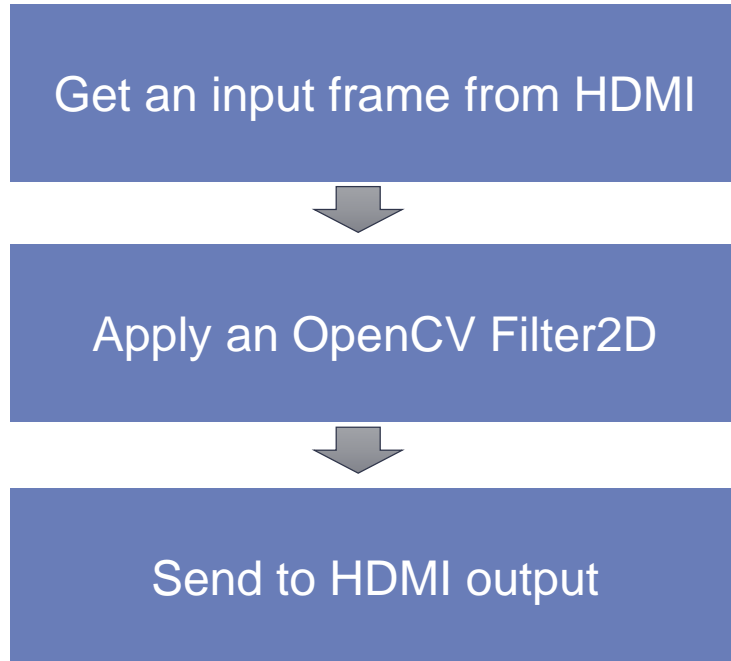 Get an input frame from HDMI
Apply an OpenCV Filter2D
Send to HDMI output